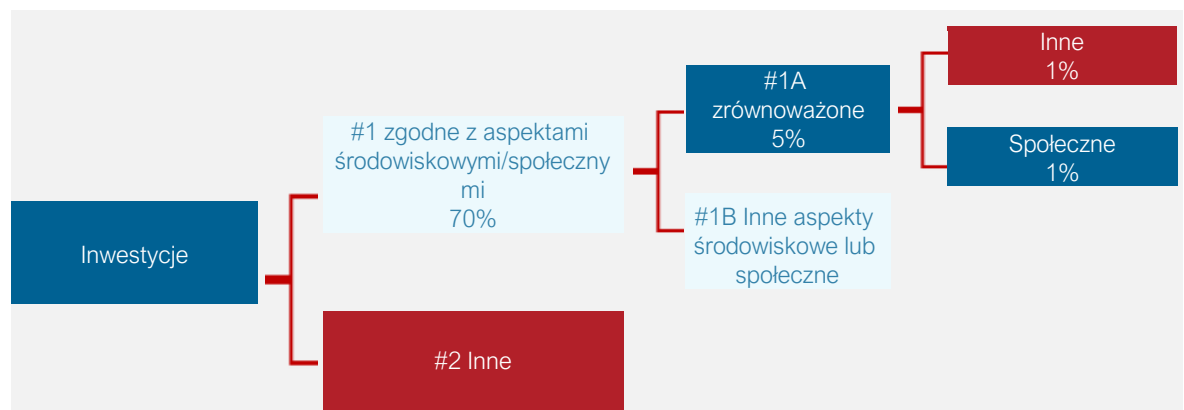 Inwestycje
#1 zgodne z aspektami
środowiskowymi/społeczny
mi
70%
#2 Inne
#1A
zrównoważone
5%
#1B Inne aspekty
środowiskowe lub
społeczne
Inne
1%
Społeczne
1%